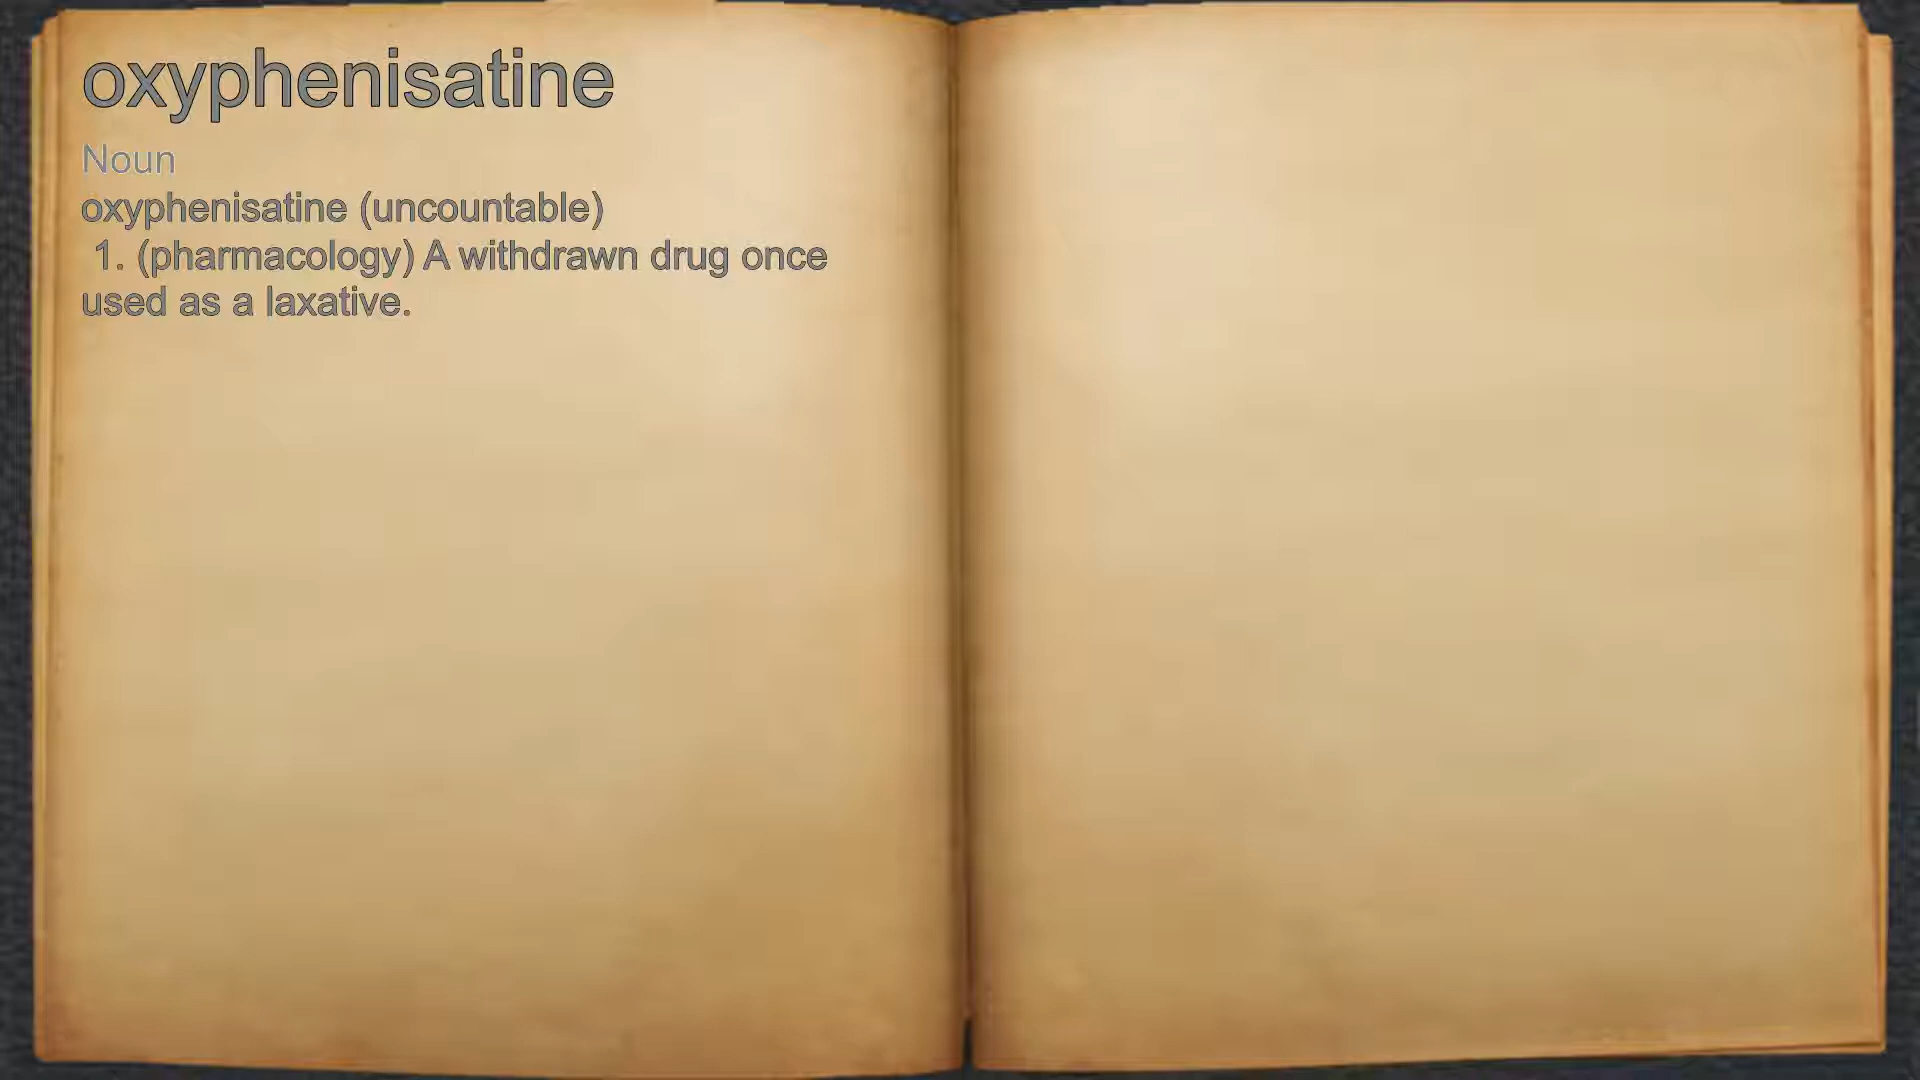 oxyphenisatine
Noun
oxyphenisatine (uncountable)
1. (pharmacology) A withdrawn drug once
used as a laxative.